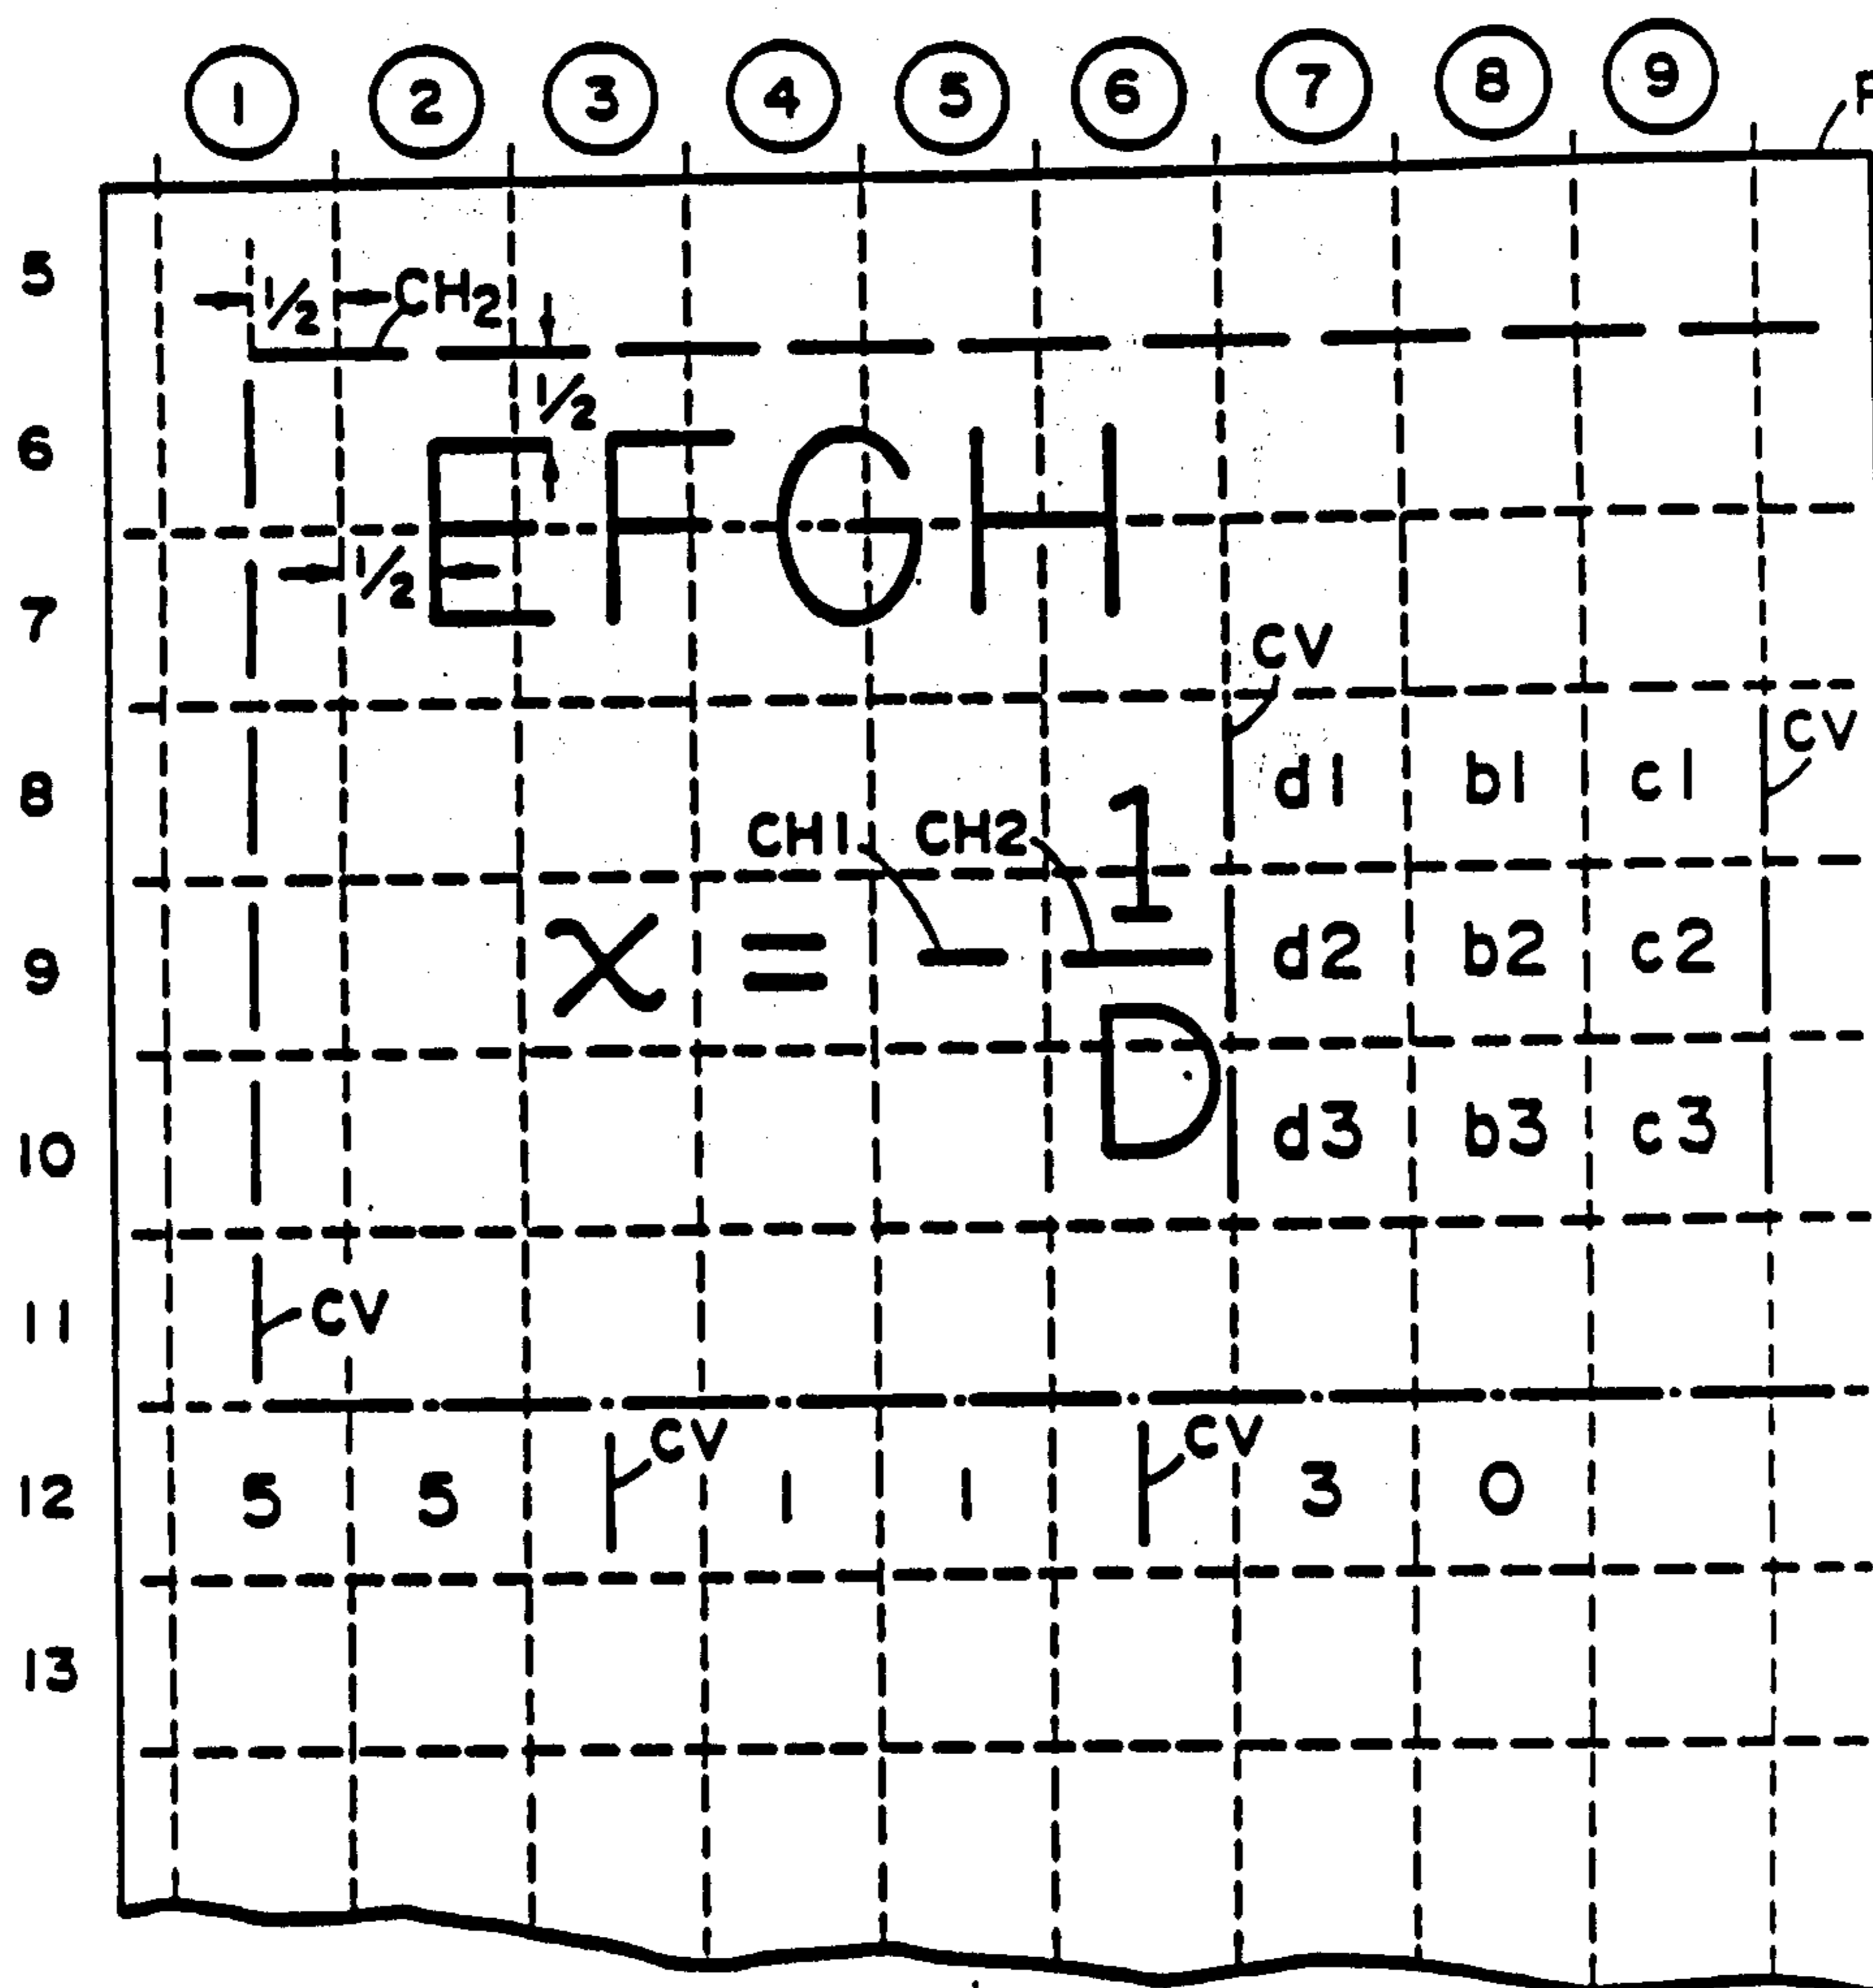 1 2 3 4 5 6 7 8 9
5
1/2 CH2
1/2
6
EFGH
1/2
7
CV
CV
8 d1 b1 c1
CH1 CH2 1
9 x = - d2 b2 c2
D
10 d3 b3 c3
11 CV
CV CV
12 5 5 1 1 3 0
13